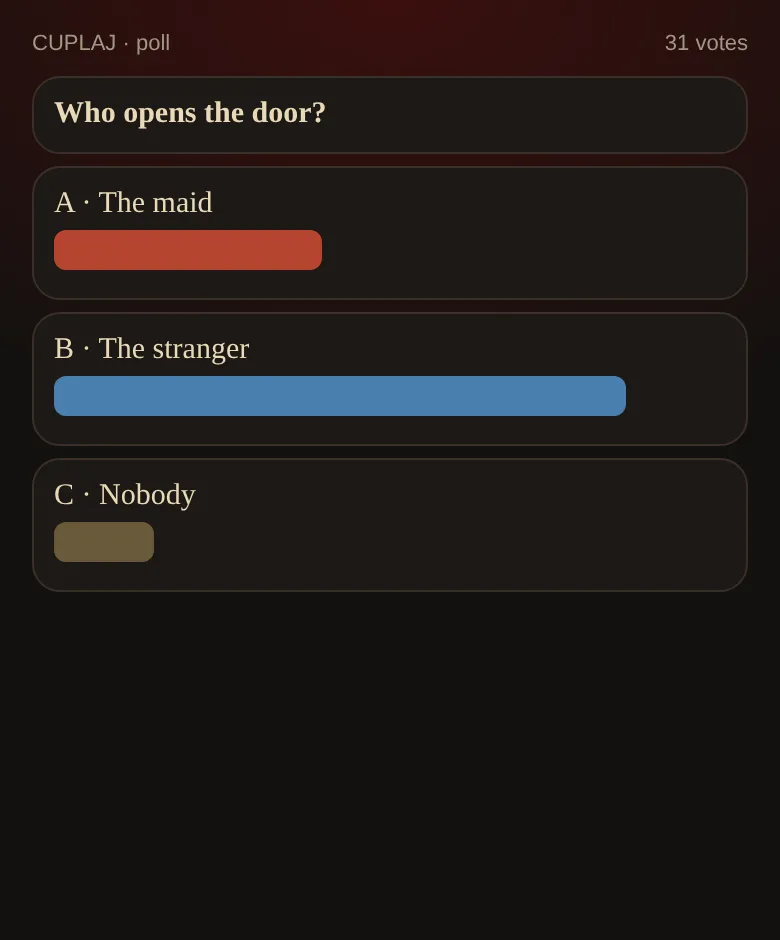 CUPLAJ · poll 31 votes
Who opens the door?
A · The maid
B · The stranger
C · Nobody